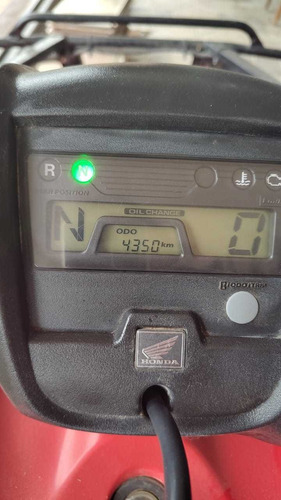 R N
OIL CHANGE
N ODO 0
4350 km
HONDA